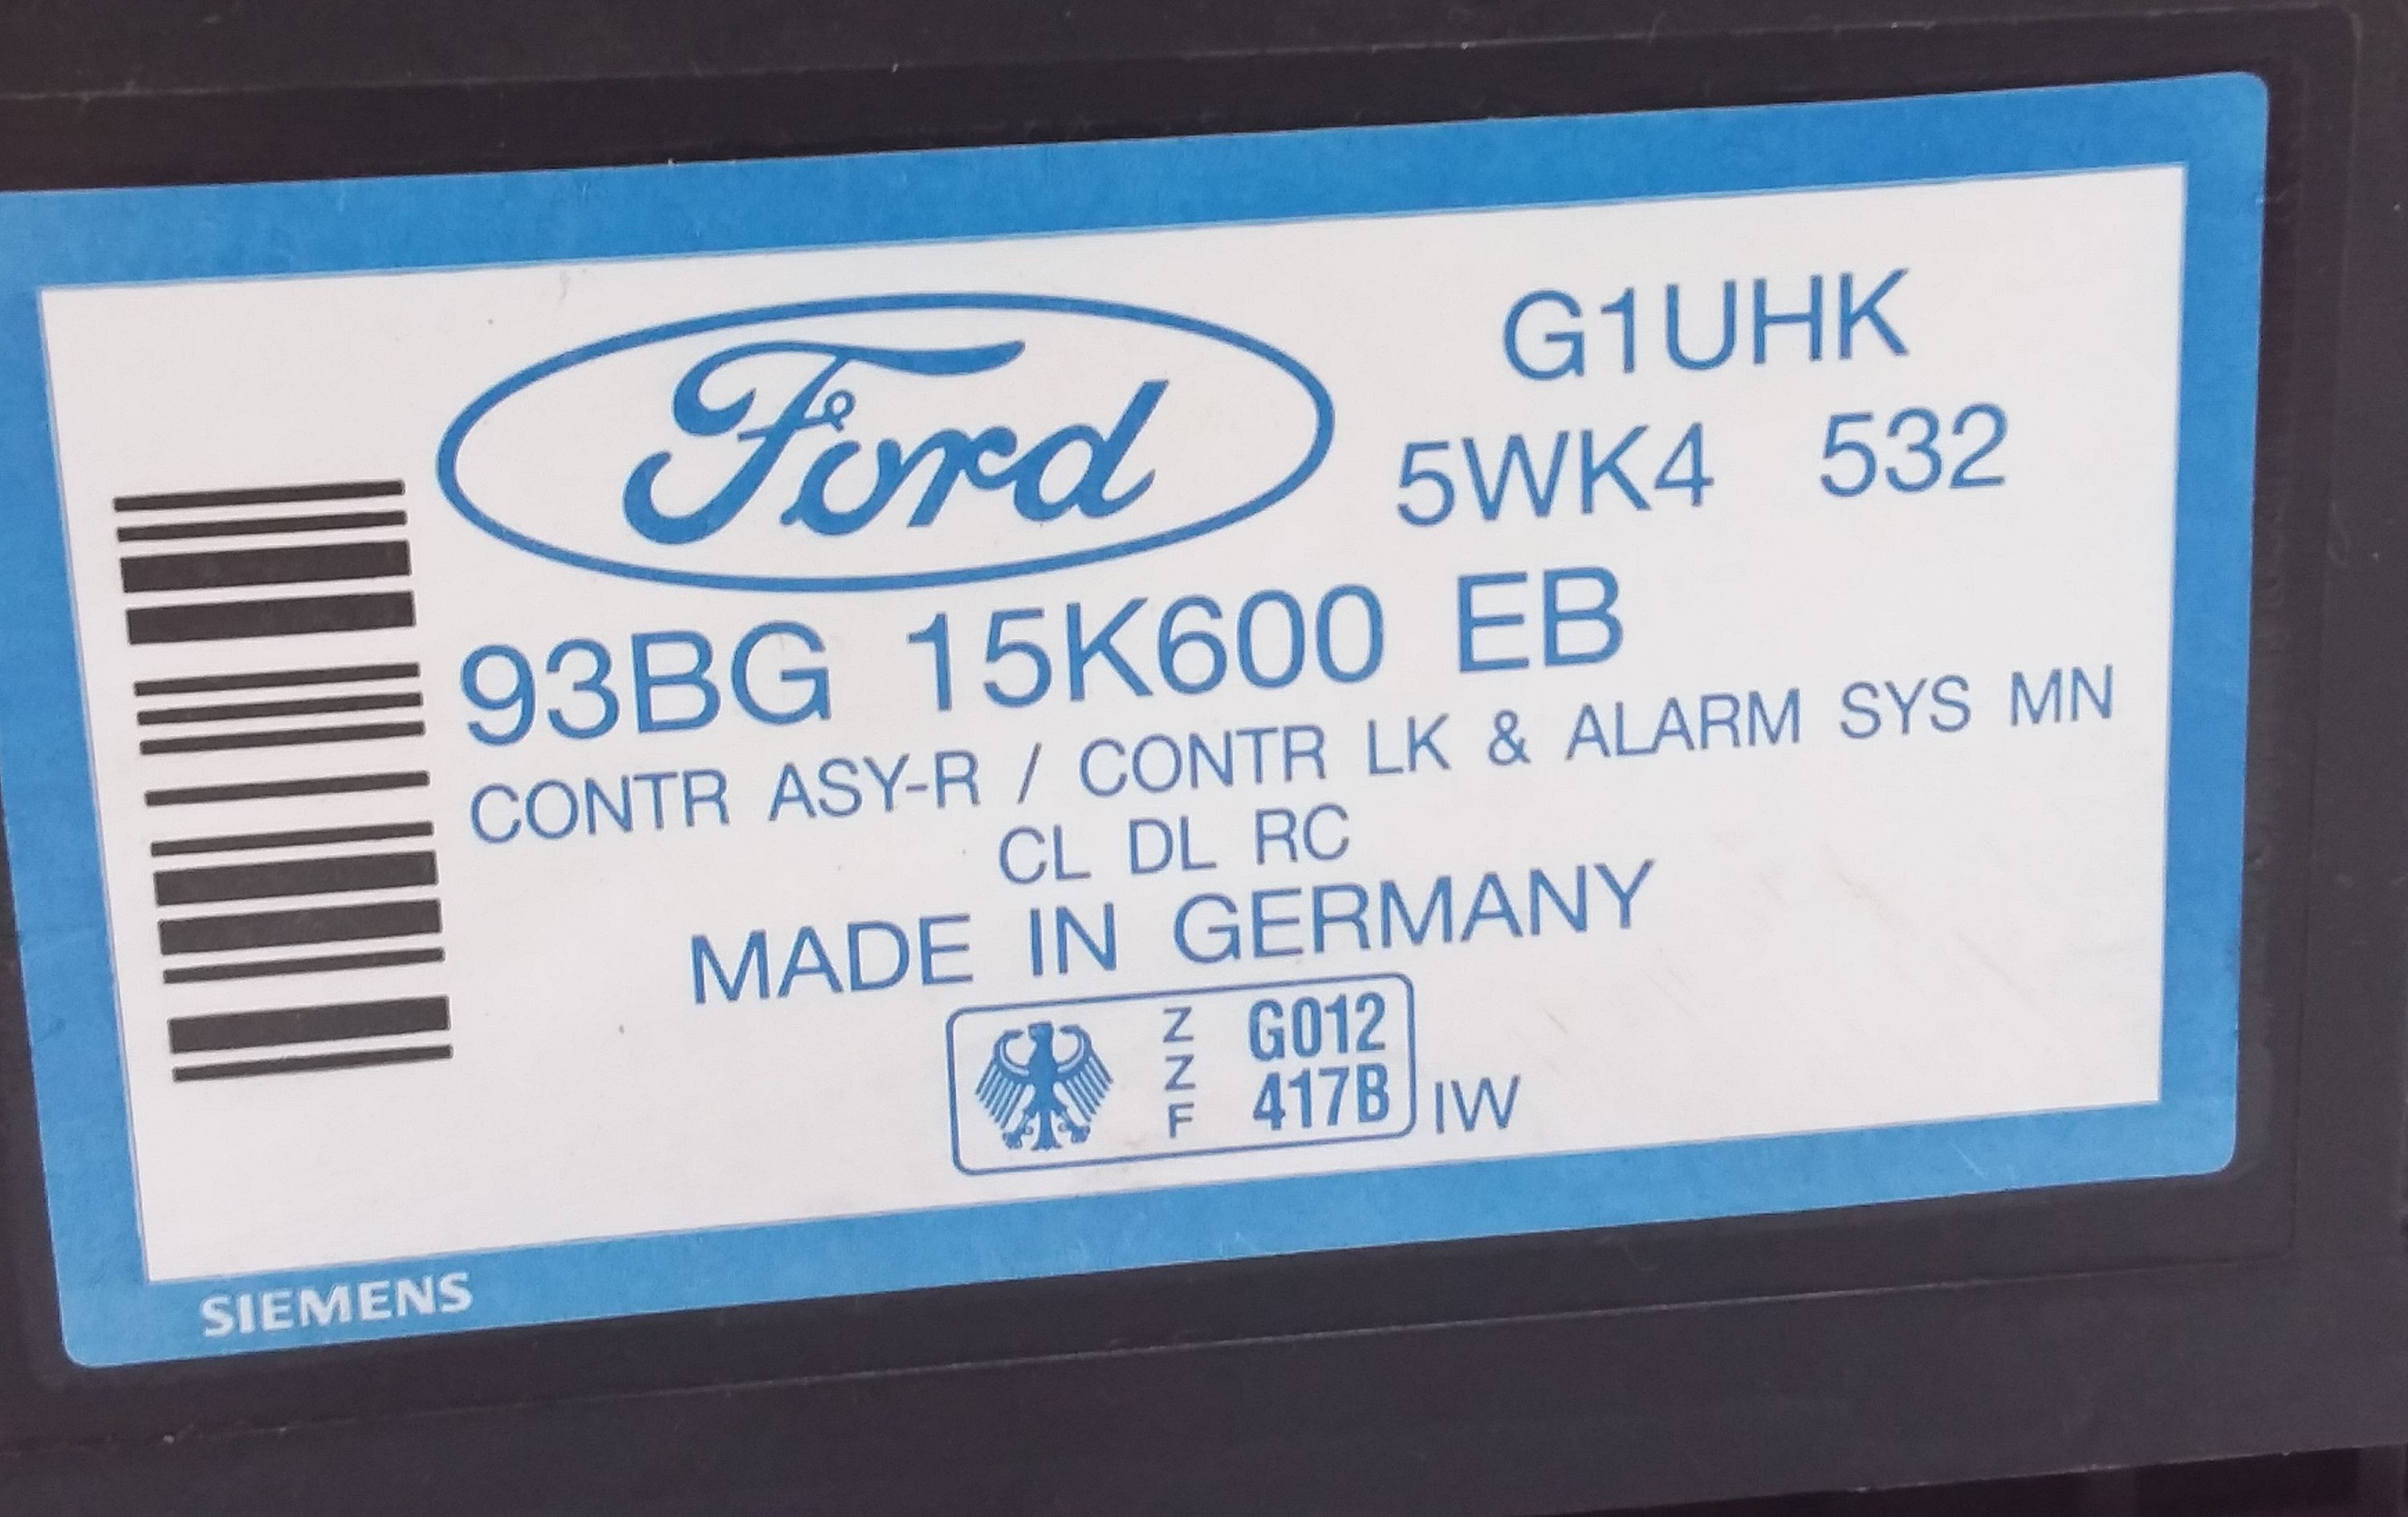 Ford
G1UHK
5WK4 532
93BG 15K600 EB
CONTR ASY-R / CONTR LK & ALARM SYS MN
CL DL RC
MADE IN GERMANY
ZZF
G012
417B
IW
SIEMENS